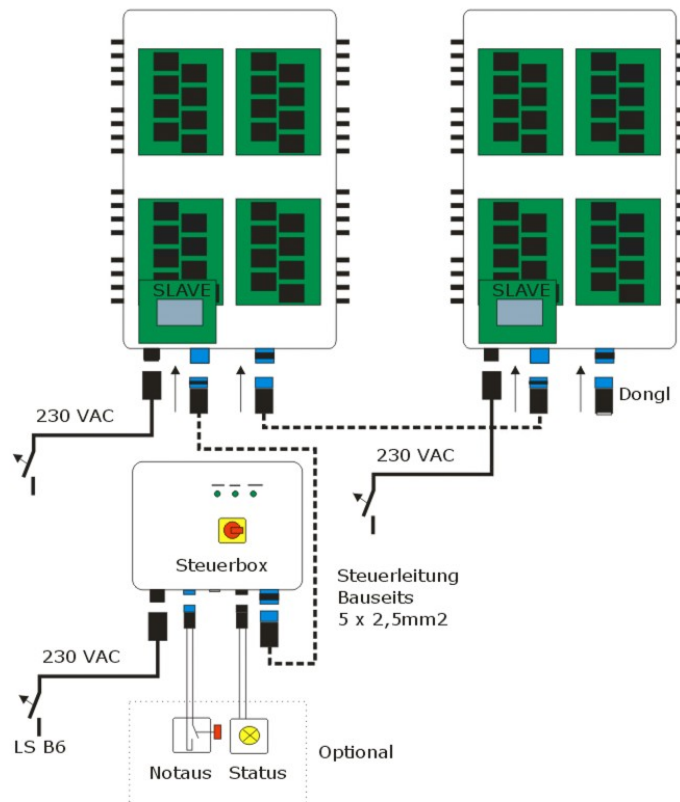 SLAVE
SLAVE
Dongl
230 VAC
230 VAC
Steuerbox
Steuerleitung
Bauseits
5 x 2,5mm2
230 VAC
LS B6
Notaus
Status
Optional